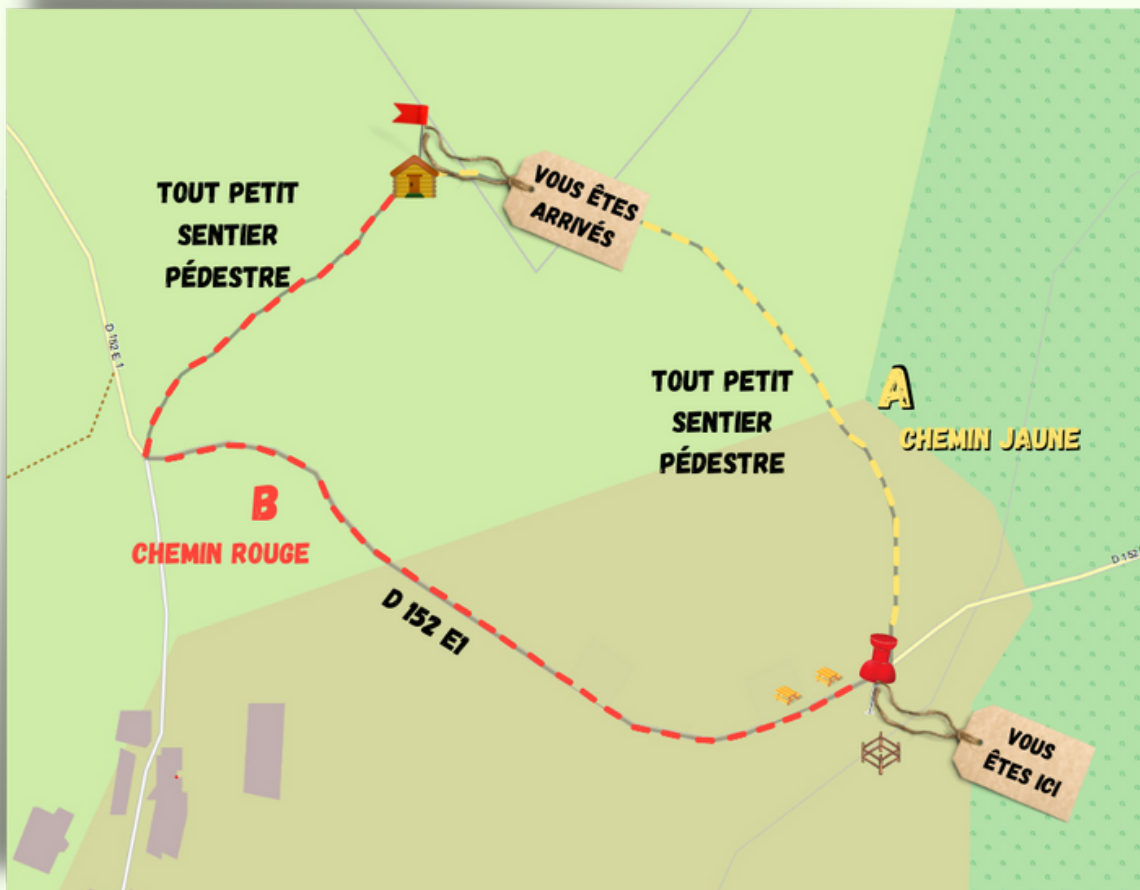 VOUS ÊTES
ARRIVÉS
TOUT PETIT
SENTIER
PÉDESTRE
D 152 E 1
TOUT PETIT
SENTIER
PÉDESTRE
A
CHEMIN JAUNE
B
CHEMIN ROUGE
D 152 E1
D 152
VOUS
ÊTES ICI